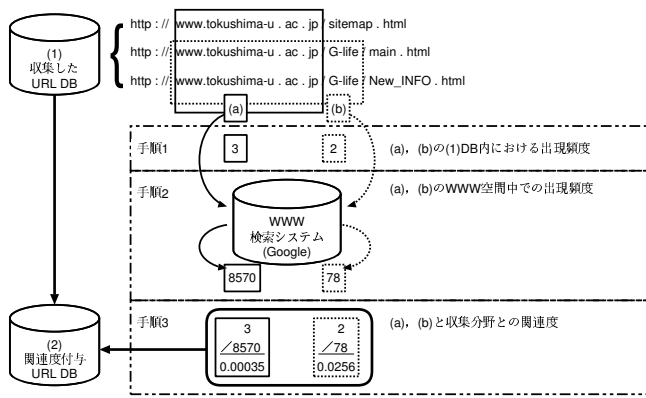 http : // www.tokushima-u . ac . jp / sitemap . html
http : // www.tokushima-u . ac . jp / G-life / main . html
http : // www.tokushima-u . ac . jp / G-life / New_INFO . html
(1)
収集した
URL DB
(a)
(b)
手順1
3
2
(a)，(b)の(1)DB内における出現頻度
手順2
(a)，(b)のWWW空間中での出現頻度
WWW
検索システム
(Google)
8570
78
手順3
(a)，(b)と収集分野との関連度
3
／8570
0.00035
2
／78
0.0256
(2)
関連度付与
URL DB